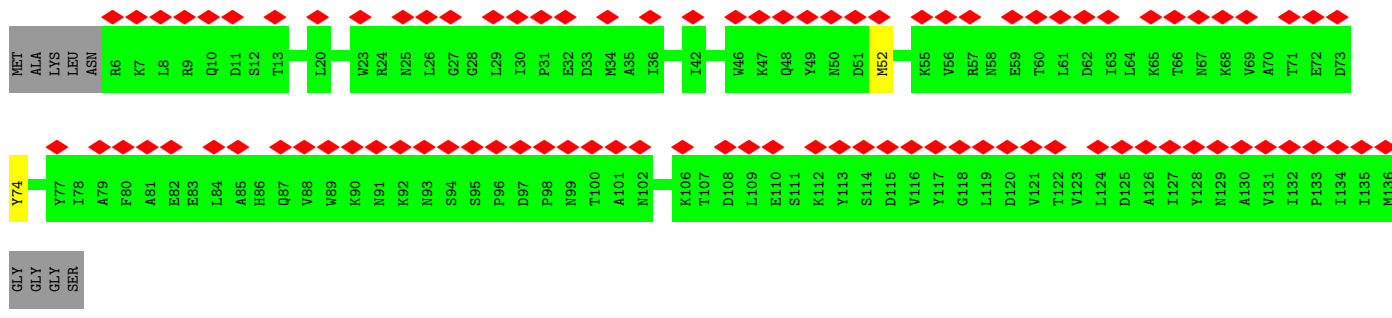 MET ALA LYS LEU ASN R6 K7 L8 R9 Q10 D11 S12 T13 L20 W23 R24 N25 L26 G27 G28 L29 I30 P31 E32 D33 M34 A35 I36 I42 W46 K47 Q48 Y49 N50 D51 M52 K55 V56 R57 N58 E59 T60 L61 D62 I63 L64 K65 T66 N67 K68 V69 A70 T71 E72 D73
Y74 Y77 I78 A79 F80 A81 E82 E83 L84 A85 H86 Q87 V88 W89 K90 N91 K92 N93 S94 S95 P96 D97 P98 N99 T100 A101 N102 K106 T107 D108 L109 E110 S111 K112 Y113 S114 D115 V116 Y117 G118 L119 D120 V121 T122 V123 L124 D125 A126 I127 Y128 N129 A130 V131 I132 P133 I134 I135 M136
GLY GLY GLY SER